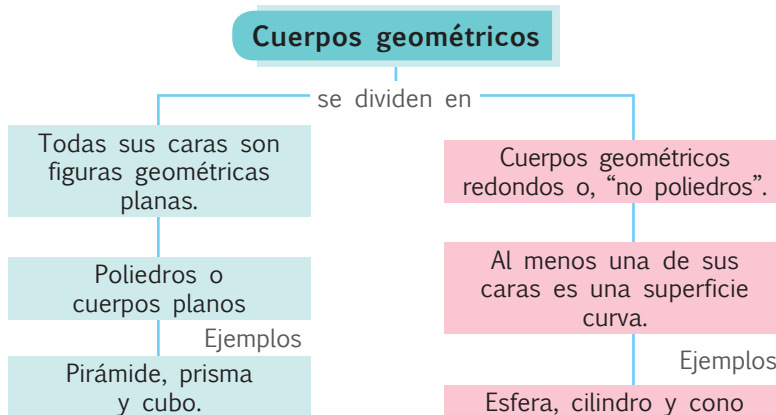 Cuerpos geométricos
se dividen en
Todas sus caras son
figuras geométricas
planas.
Poliedros o
cuerpos planos
Ejemplos
Pirámide, prisma
y cubo.
Cuerpos geométricos
redondos o, “no poliedros”.
Al menos una de sus
caras es una superficie
curva.
Ejemplos
Esfera, cilindro y cono